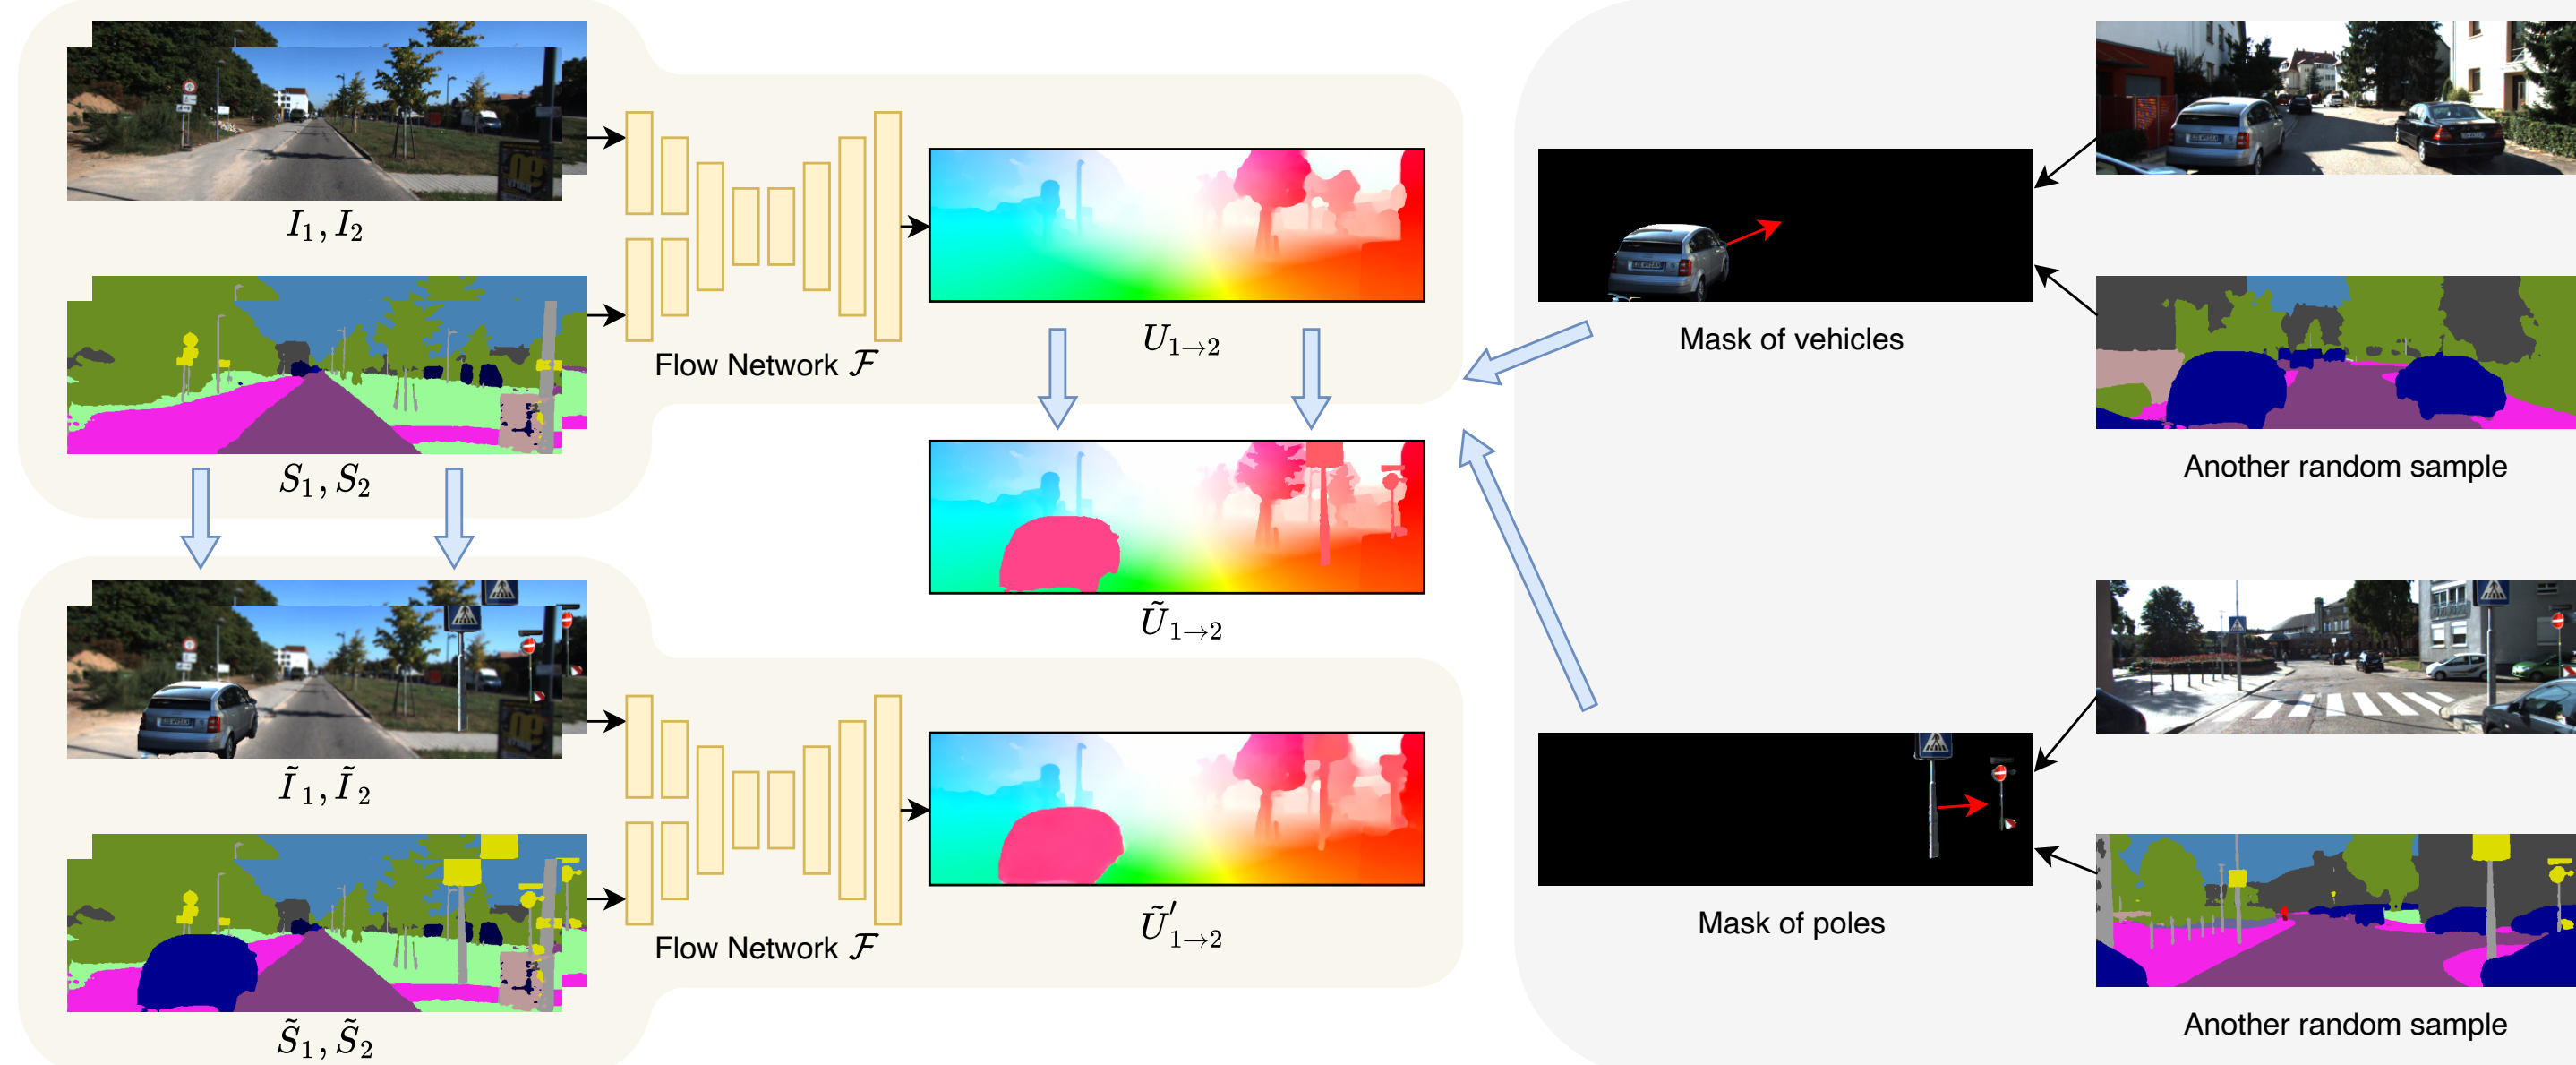 I₁, I₂
S₁, S₂
Flow Network ℱ
U₁→₂
Ũ₁→₂
Ĩ₁, Ĩ₂
S̃₁, S̃₂
Flow Network ℱ
Ũ′₁→₂
Mask of vehicles
Another random sample
Mask of poles
Another random sample